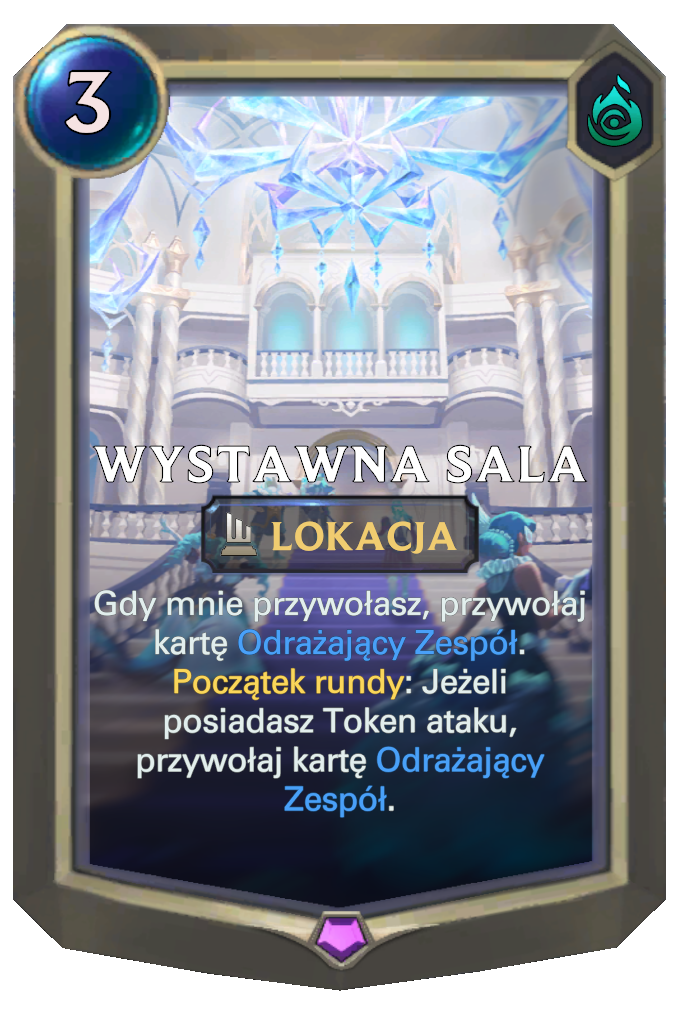 3
WYSTAWNA SALA
LOKACJA
Gdy mnie przywołasz, przywołaj
kartę Odrażający Zespół.
Początek rundy: Jeżeli
posiadasz Token ataku,
przywołaj kartę Odrażający
Zespół.